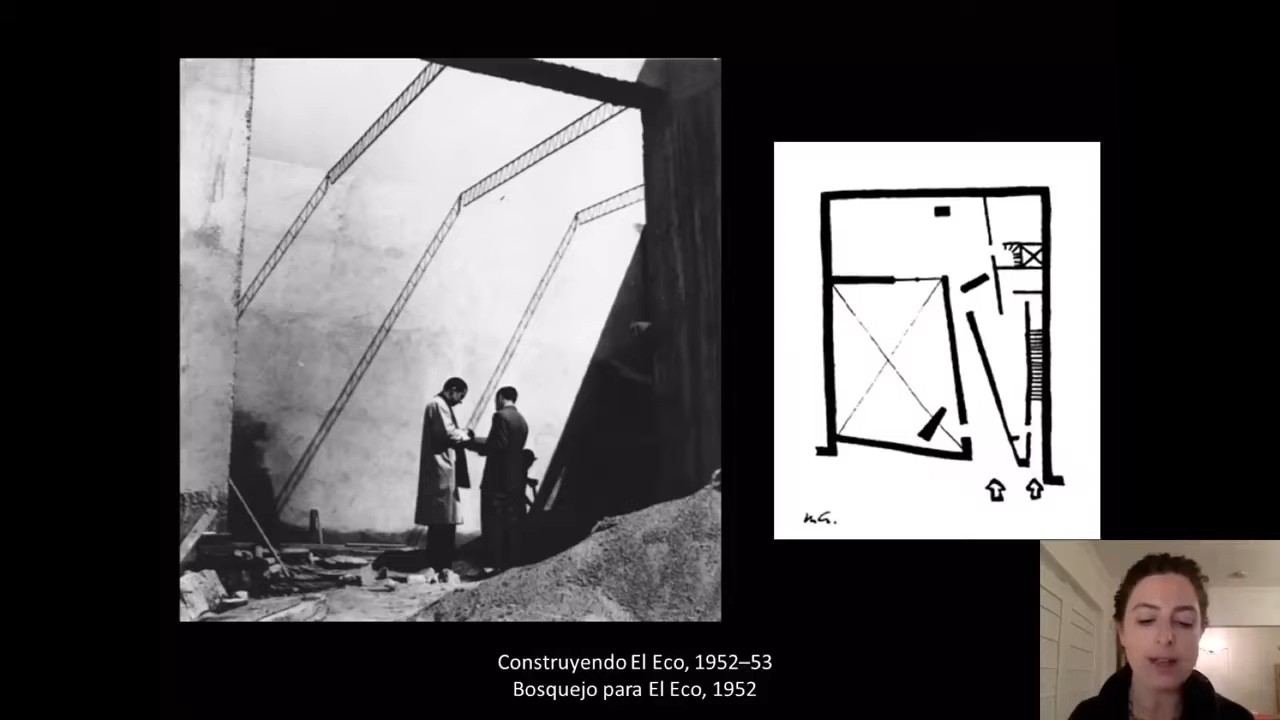 M.G.
Construyendo El Eco, 1952–53
Bosquejo para El Eco, 1952